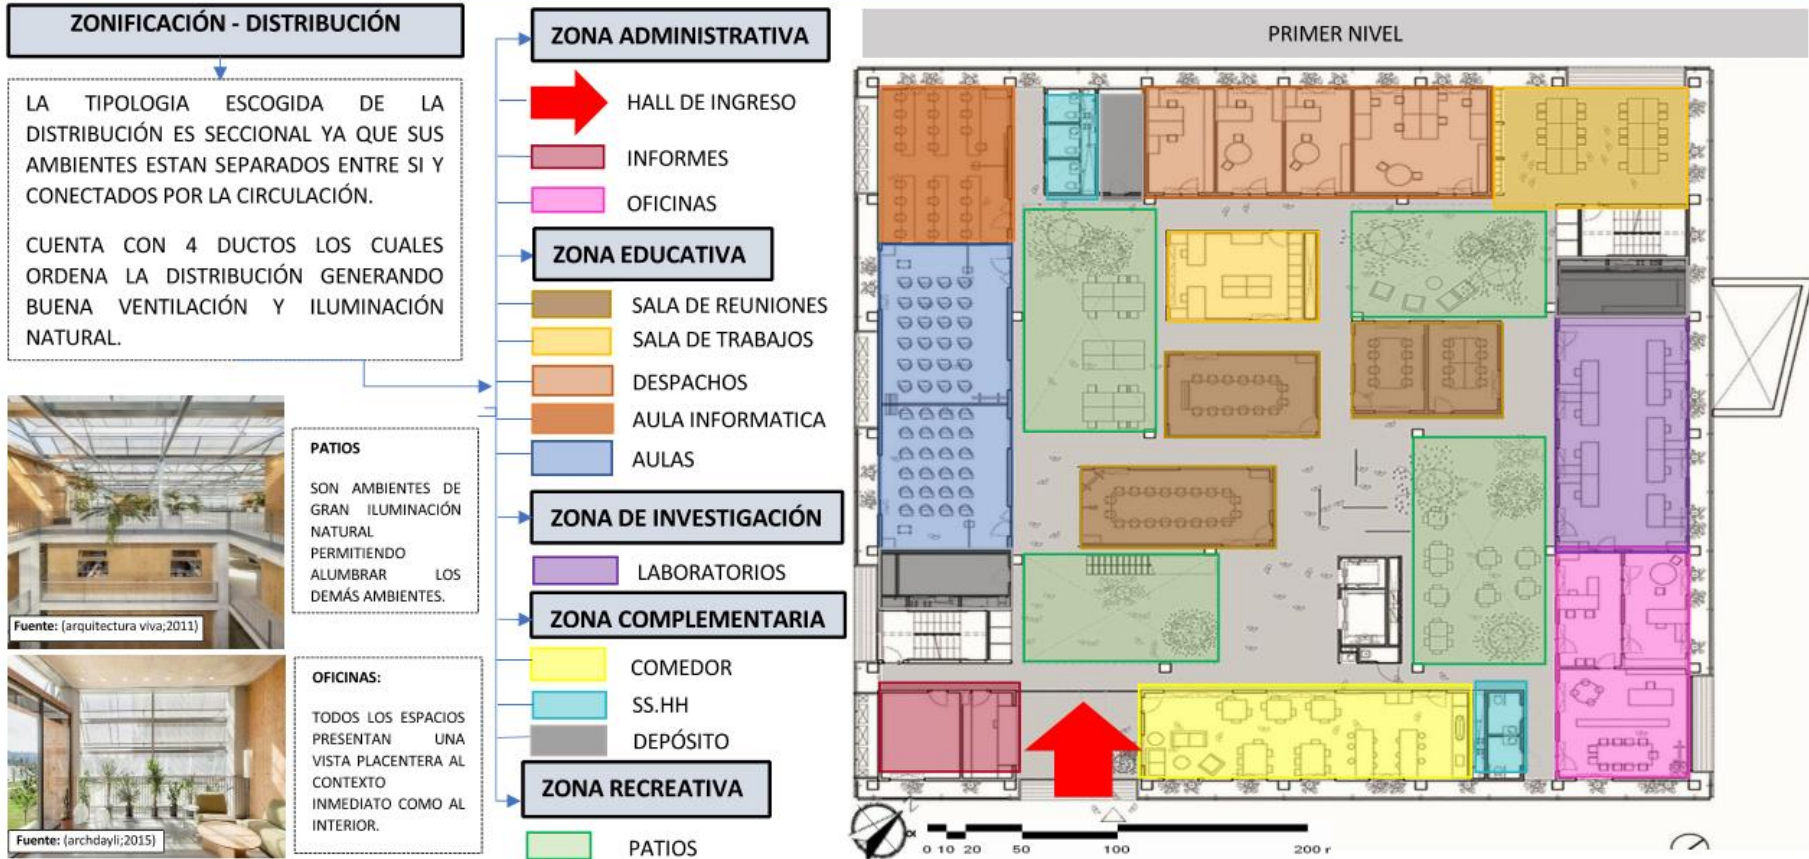 ZONIFICACIÓN - DISTRIBUCIÓN
LA TIPOLOGIA ESCOGIDA DE LA
DISTRIBUCIÓN ES SECCIONAL YA QUE SUS
AMBIENTES ESTAN SEPARADOS ENTRE SI Y
CONECTADOS POR LA CIRCULACIÓN.
CUENTA CON 4 DUCTOS LOS CUALES
ORDENA LA DISTRIBUCIÓN GENERANDO
BUENA VENTILACIÓN Y ILUMINACIÓN
NATURAL.
PATIOS
SON AMBIENTES DE
GRAN ILUMINACIÓN
NATURAL
PERMITIENDO
ALUMBRAR LOS
DEMÁS AMBIENTES.
Fuente: (arquitectura viva;2011)
OFICINAS:
TODOS LOS ESPACIOS
PRESENTAN UNA
VISTA PLACENTERA AL
CONTEXTO
INMEDIATO COMO AL
INTERIOR.
Fuente: (archdayli;2015)
ZONA ADMINISTRATIVA
HALL DE INGRESO
INFORMES
OFICINAS
ZONA EDUCATIVA
SALA DE REUNIONES
SALA DE TRABAJOS
DESPACHOS
AULA INFORMATICA
AULAS
ZONA DE INVESTIGACIÓN
LABORATORIOS
ZONA COMPLEMENTARIA
COMEDOR
SS.HH
DEPÓSITO
ZONA RECREATIVA
PATIOS
PRIMER NIVEL
0 10 20 50 100 200 r